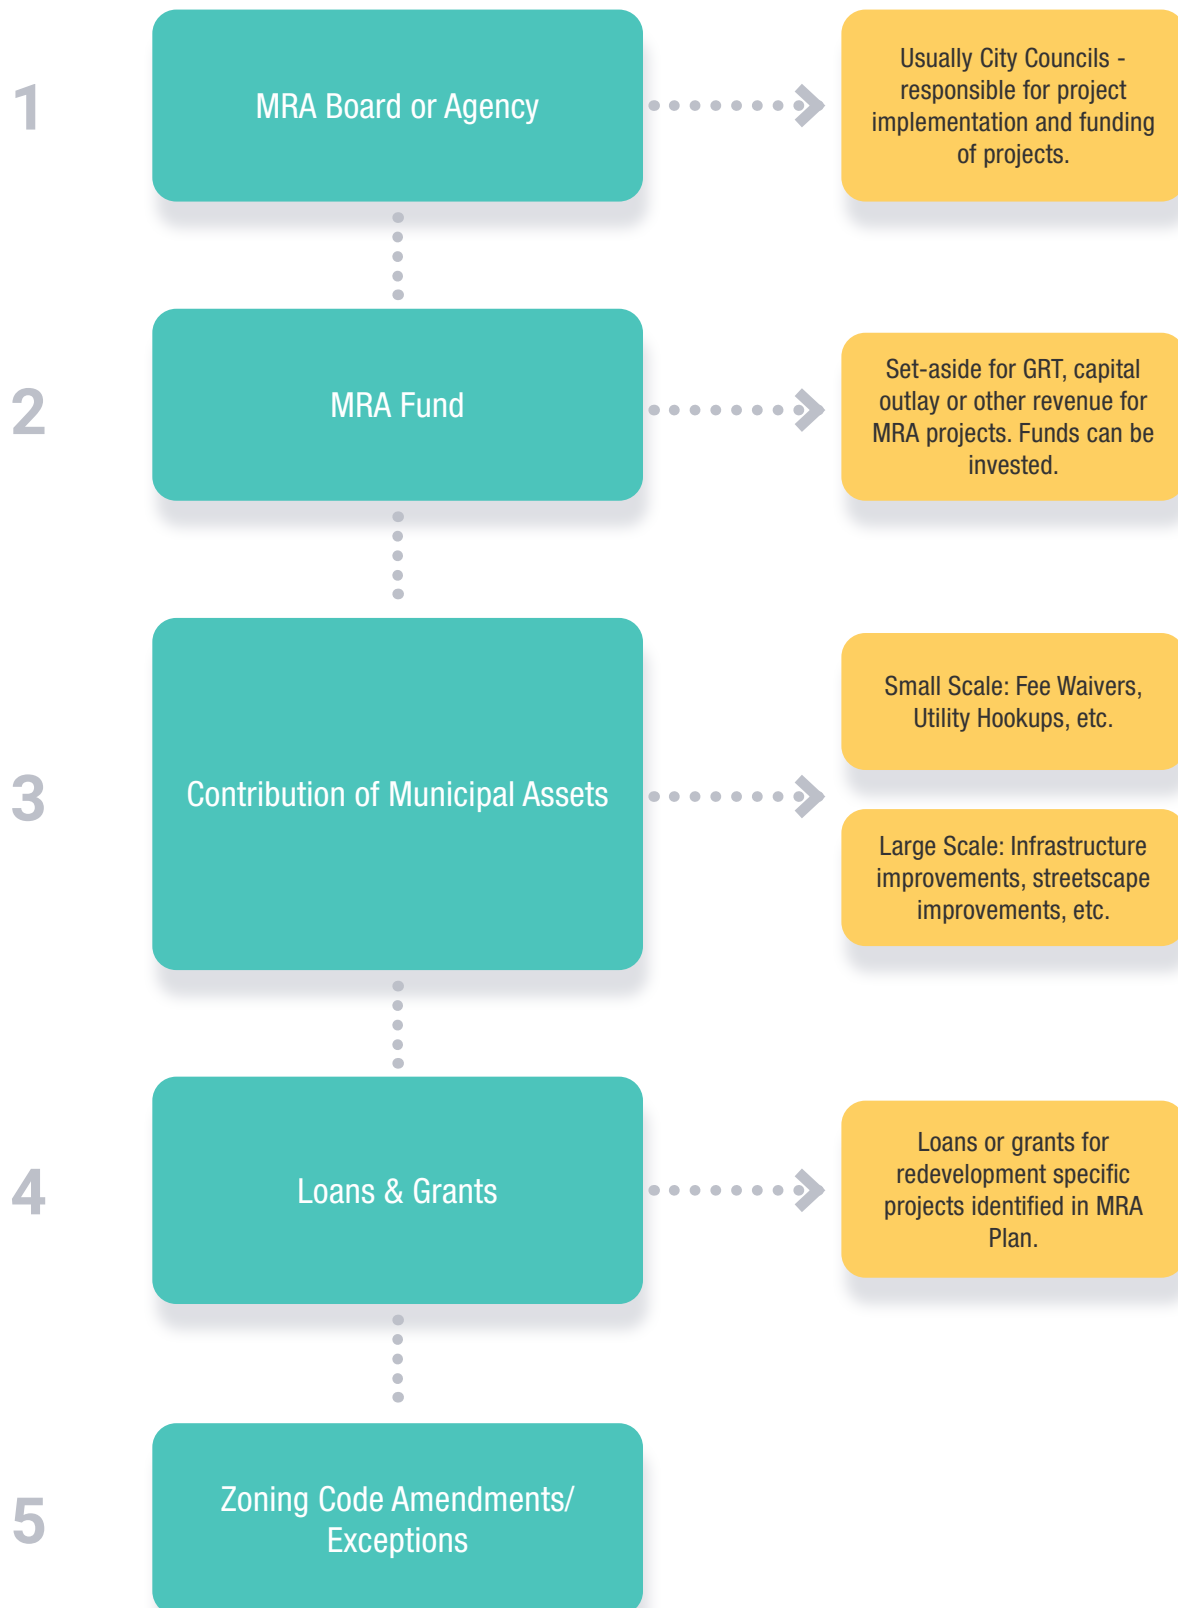 1
MRA Board or Agency
Usually City Councils -
responsible for project
implementation and funding
of projects.
2
MRA Fund
Set-aside for GRT, capital
outlay or other revenue for
MRA projects. Funds can be
invested.
3
Contribution of Municipal Assets
Small Scale: Fee Waivers,
Utility Hookups, etc.
Large Scale: Infrastructure
improvements, streetscape
improvements, etc.
4
Loans & Grants
Loans or grants for
redevelopment specific
projects identified in MRA
Plan.
5
Zoning Code Amendments/
Exceptions